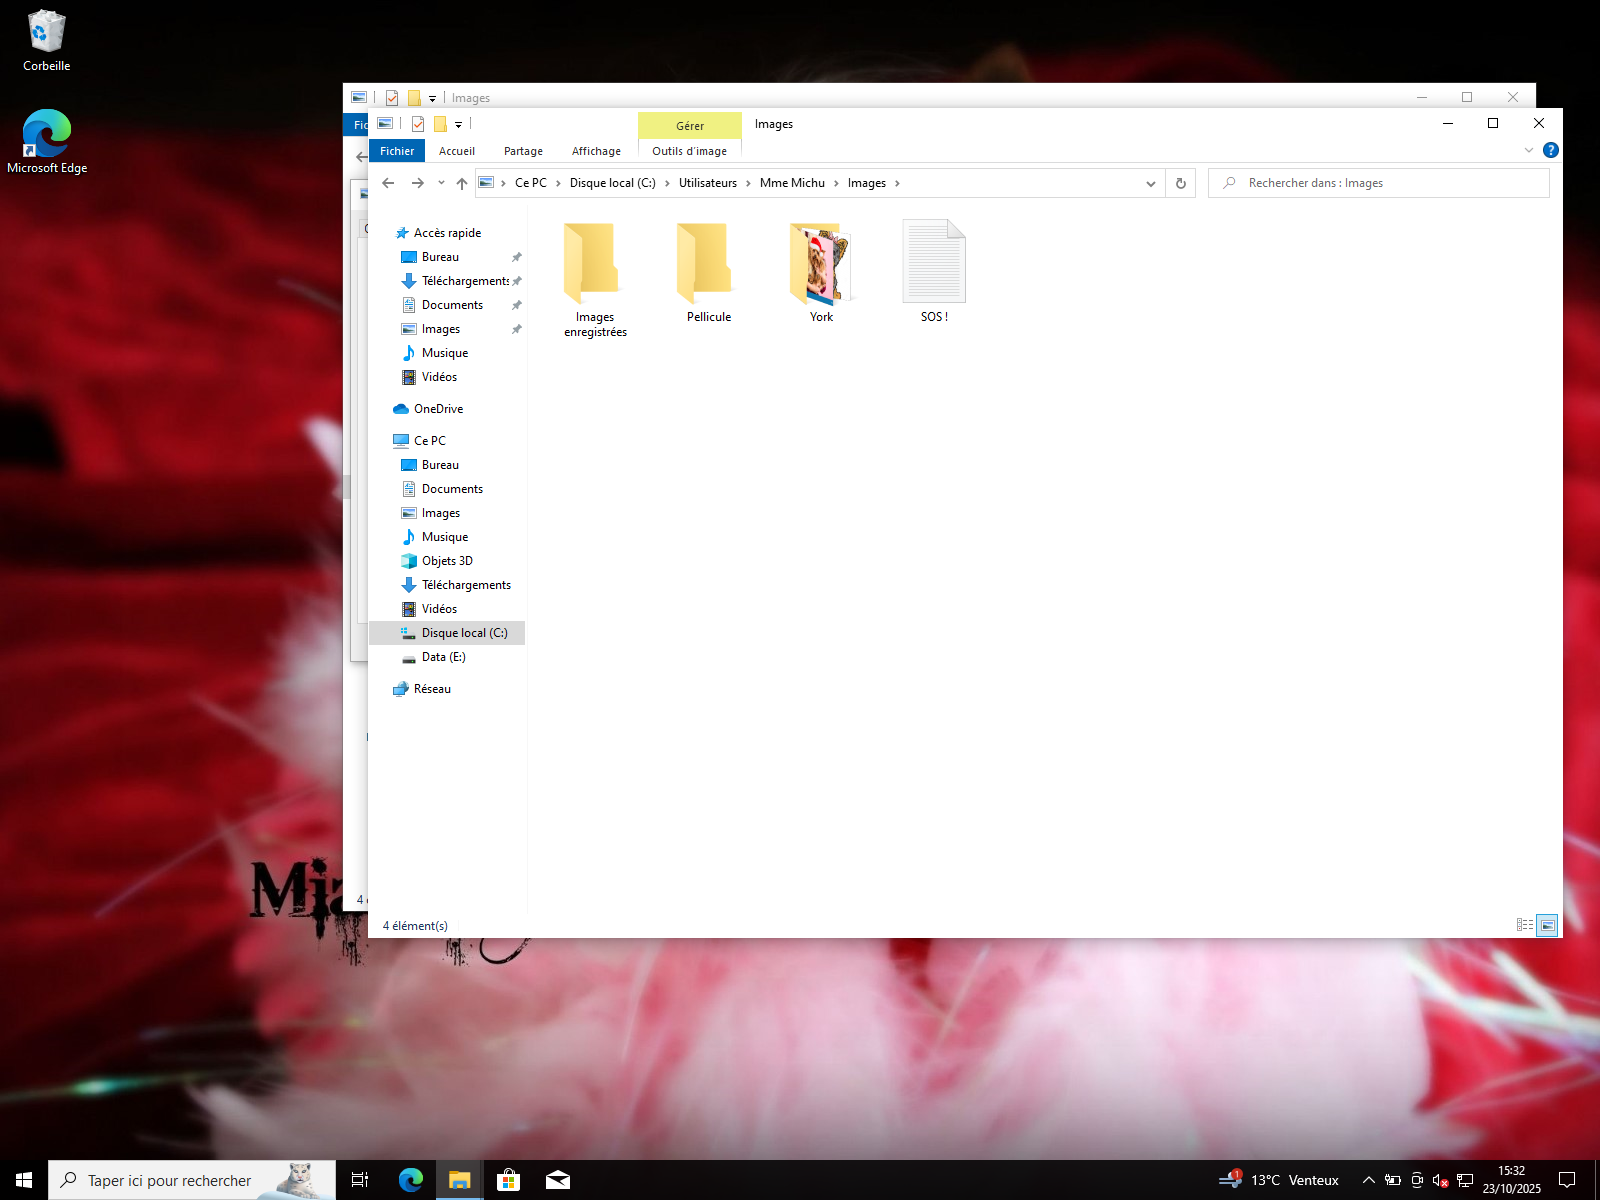 Corbeille
Microsoft Edge
Images
Gérer
Images
Fichier
Accueil
Partage
Affichage
Outils d'image
Ce PC
Disque local (C:)
Utilisateurs
Mme Michu
Images
Rechercher dans : Images
Accès rapide
Bureau
Téléchargements
Documents
Images
Musique
Vidéos
OneDrive
Ce PC
Bureau
Documents
Images
Musique
Objets 3D
Téléchargements
Vidéos
Disque local (C:)
Data (E:)
Réseau
Images
enregistrées
Pellicule
York
SOS !
4 élément(s)
Taper ici pour rechercher
1
13°C Venteux
15:32
23/10/2025